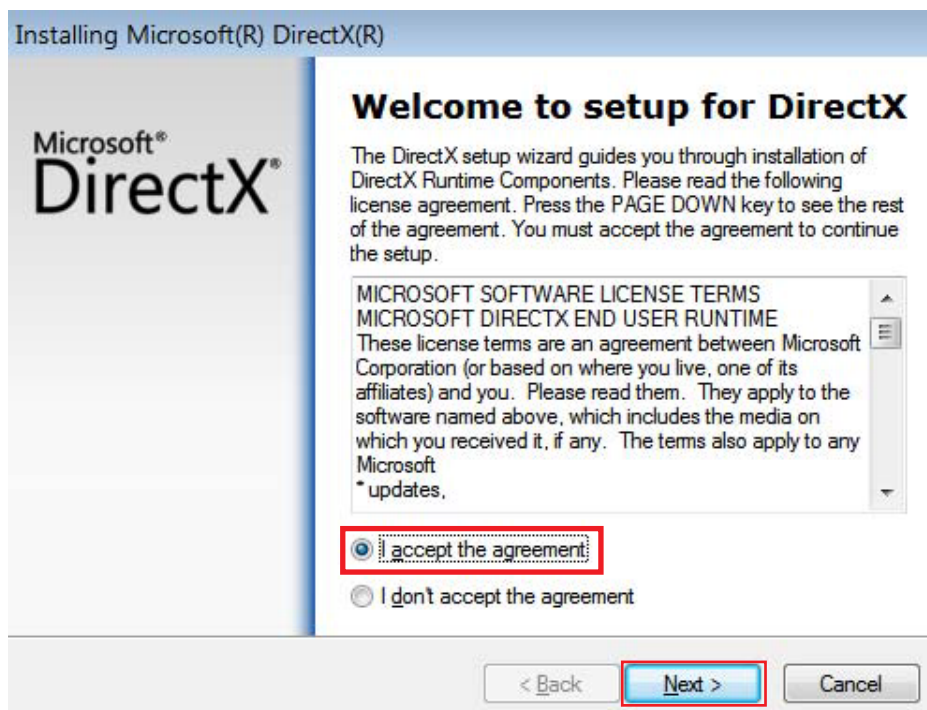 Installing Microsoft(R) DirectX(R)
Microsoft®
DirectX®
Welcome to setup for DirectX
The DirectX setup wizard guides you through installation of
DirectX Runtime Components. Please read the following
license agreement. Press the PAGE DOWN key to see the rest
of the agreement. You must accept the agreement to continue
the setup.
MICROSOFT SOFTWARE LICENSE TERMS
MICROSOFT DIRECTX END USER RUNTIME
These license terms are an agreement between Microsoft
Corporation (or based on where you live, one of its
affiliates) and you.  Please read them.  They apply to the
software named above, which includes the media on
which you received it, if any.  The terms also apply to any
Microsoft
* updates,
I accept the agreement
I don't accept the agreement
< Back
Next >
Cancel